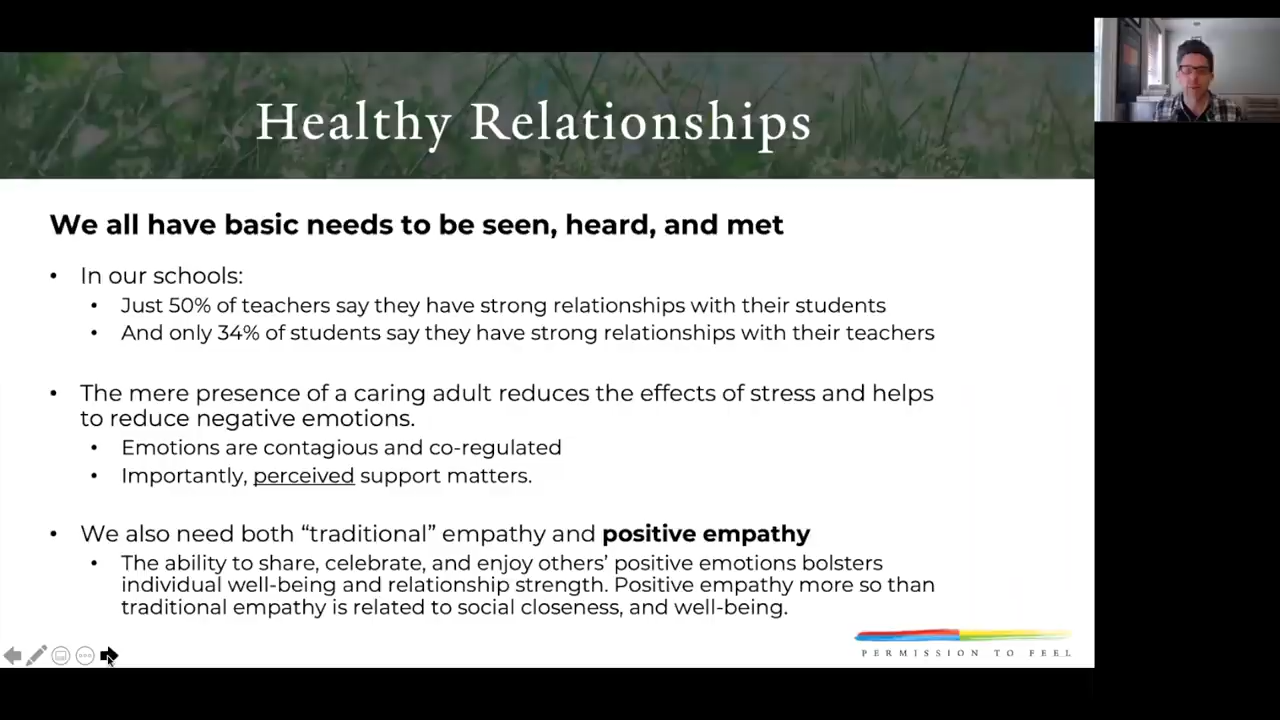 Healthy Relationships
We all have basic needs to be seen, heard, and met
• In our schools:
• Just 50% of teachers say they have strong relationships with their students
• And only 34% of students say they have strong relationships with their teachers
• The mere presence of a caring adult reduces the effects of stress and helps
to reduce negative emotions.
• Emotions are contagious and co-regulated
• Importantly, perceived support matters.
• We also need both “traditional” empathy and positive empathy
• The ability to share, celebrate, and enjoy others’ positive emotions bolsters
individual well-being and relationship strength. Positive empathy more so than
traditional empathy is related to social closeness, and well-being.
PERMISSION TO FEEL